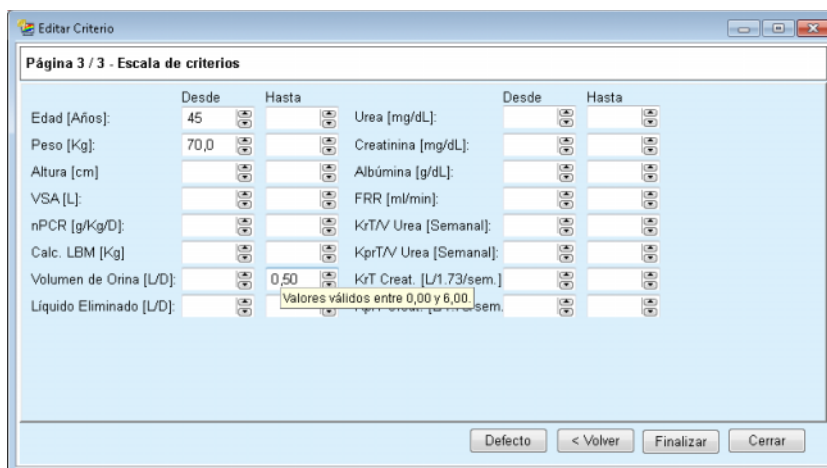 Editar Criterio
Página 3 / 3 - Escala de criterios
Desde Hasta Desde Hasta
Edad [Años]: 45 Urea [mg/dL]:
Peso [Kg]: 70,0 Creatinina [mg/dL]:
Altura [cm] Albúmina [g/dL]:
VSA [L]: FRR [ml/min]:
nPCR [g/Kg/D]: KrT/V Urea [Semanal]:
Calc. LBM [Kg] KprT/V Urea [Semanal]:
Volumen de Orina [L/D]: 0,50 KrT Creat. [L/1.73/sem.]
Valores válidos entre 0,00 y 6,00.
Líquido Eliminado [L/D]:
Defecto < Volver Finalizar Cerrar